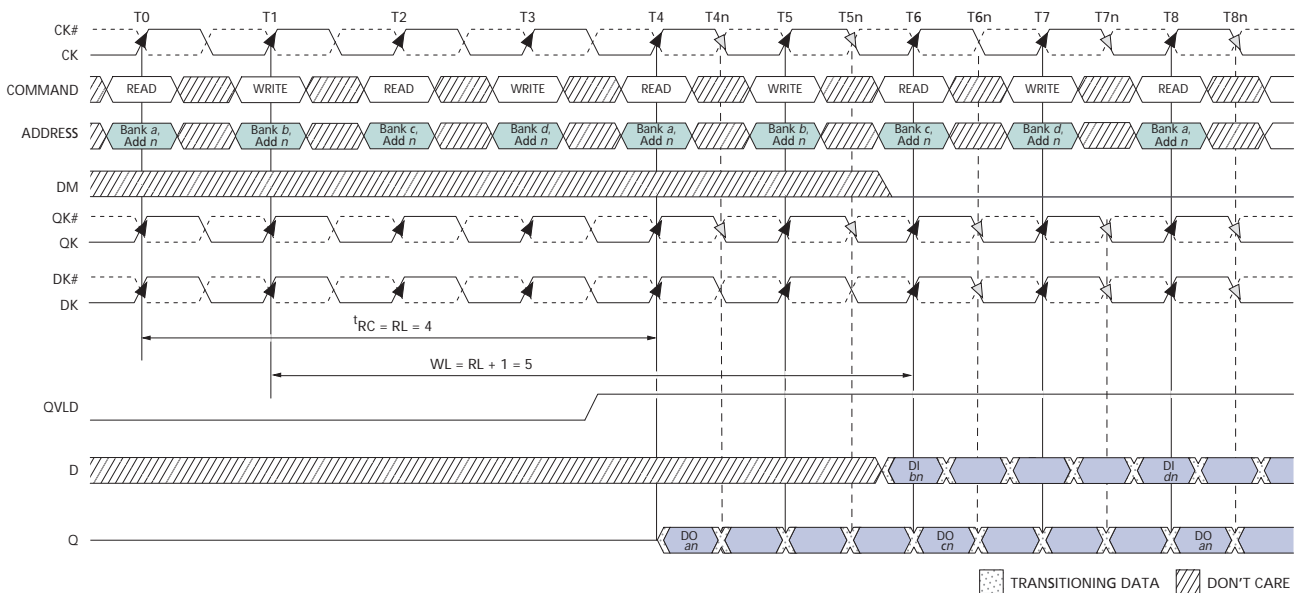 T0 T1 T2 T3 T4 T4n T5 T5n T6 T6n T7 T7n T8 T8n
CK#
CK
COMMAND READ WRITE READ WRITE READ WRITE READ WRITE READ
ADDRESS Bank a, Add n Bank b, Add n Bank c, Add n Bank d, Add n Bank a, Add n Bank b, Add n Bank c, Add n Bank d, Add n Bank a, Add n
DM
QK#
QK
DK#
DK
tRC = RL = 4
WL = RL + 1 = 5
QVLD
D DI bn DI dn
Q DO an DO cn DO an
TRANSITIONING DATA DON'T CARE